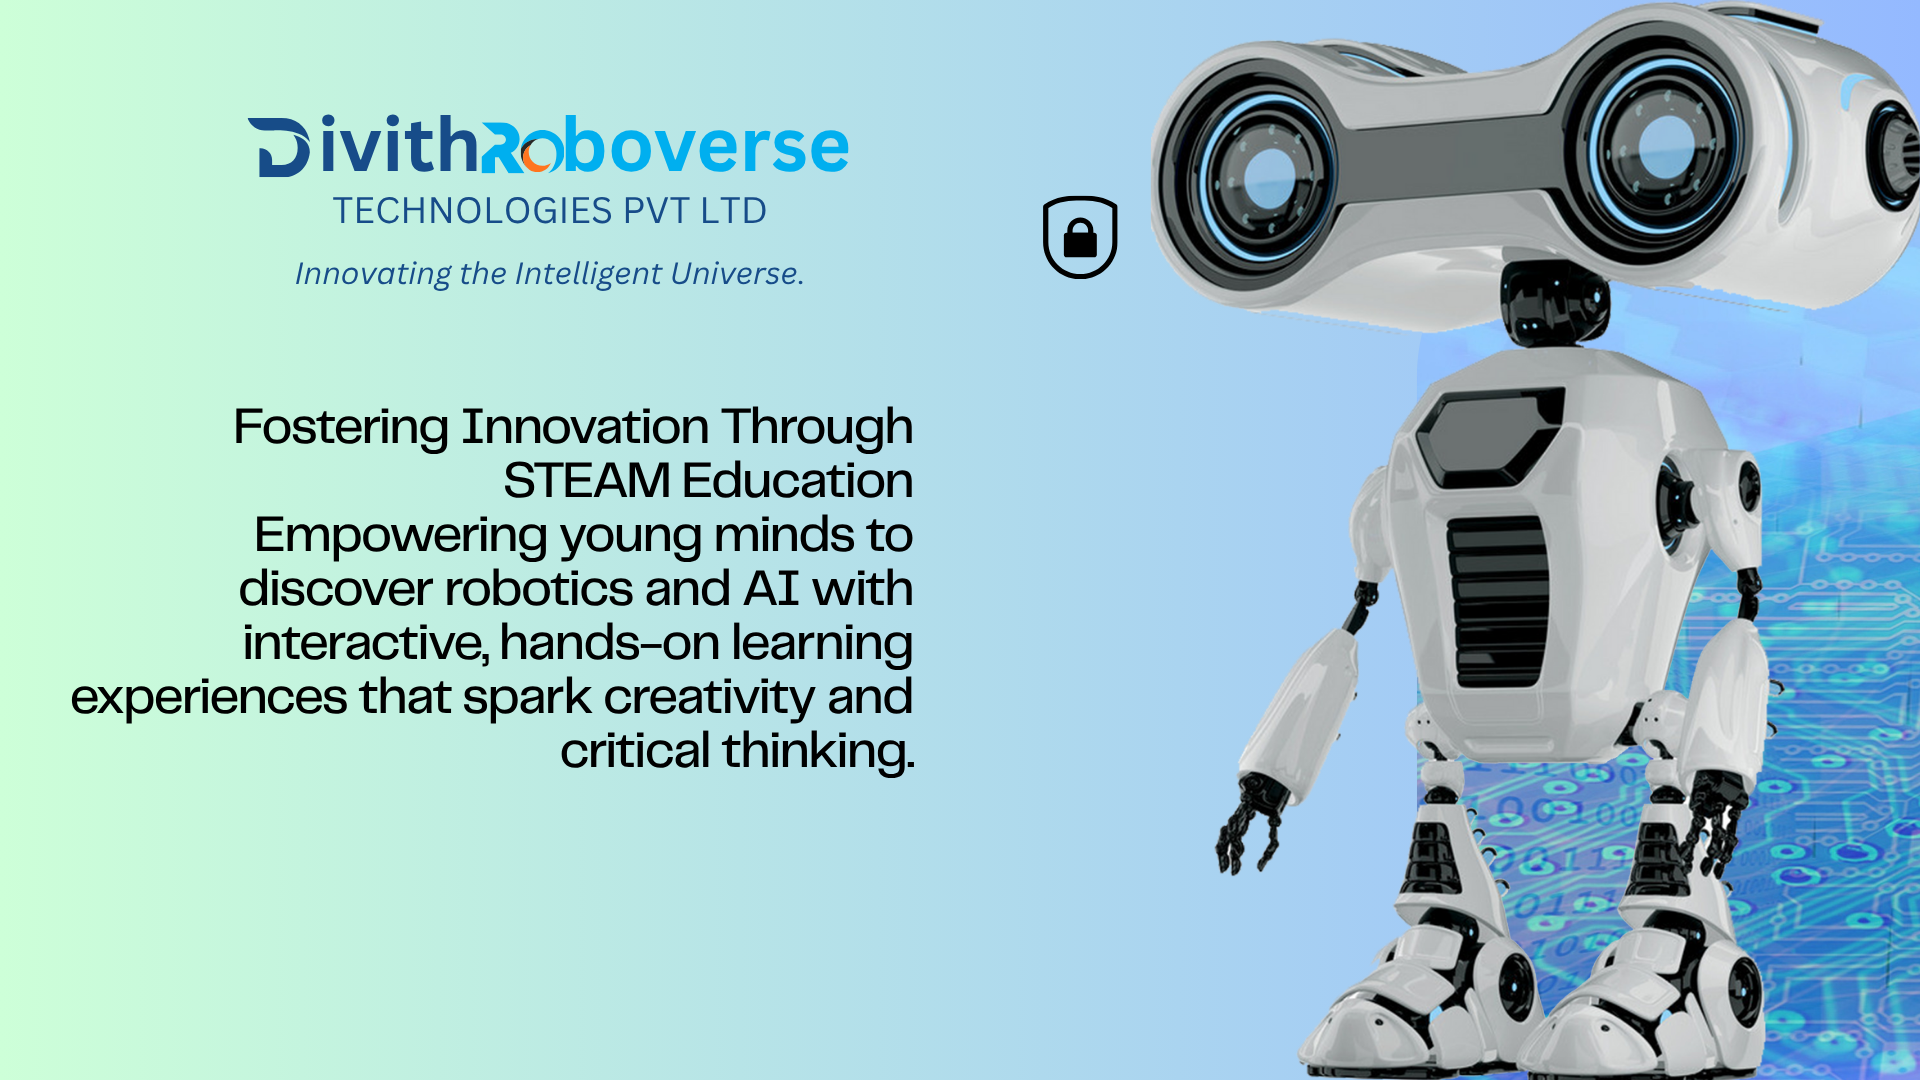 DivithRoboverse
TECHNOLOGIES PVT LTD
Innovating the Intelligent Universe.
Fostering Innovation Through
STEAM Education
Empowering young minds to
discover robotics and AI with
interactive, hands-on learning
experiences that spark creativity and
critical thinking.